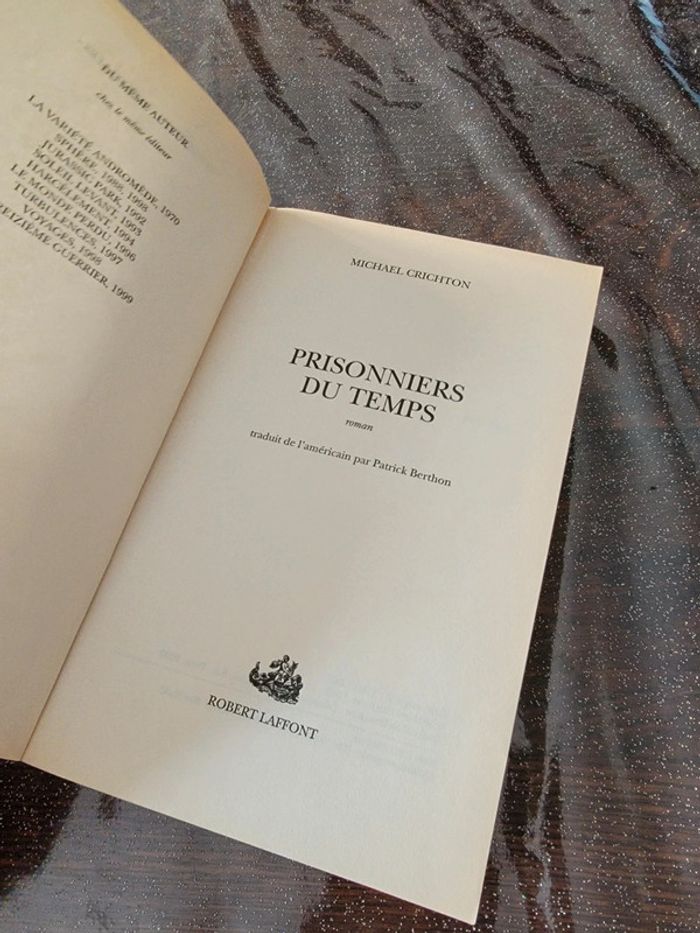 DU MÊME AUTEUR
chez le même éditeur
LA VARIÉTÉ ANDROMÈDE, 1970
SPHÈRE, 1988, 1998
JURASSIC PARK, 1992
SOLEIL LEVANT, 1993
HARCÈLEMENT, 1994
LE MONDE PERDU, 1996
TURBULENCES, 1997
VOYAGES, 1998
REIZIÈME GUERRIER, 1999
MICHAEL CRICHTON
PRISONNIERS
DU TEMPS
roman
traduit de l'américain par Patrick Berthon
ROBERT LAFFONT